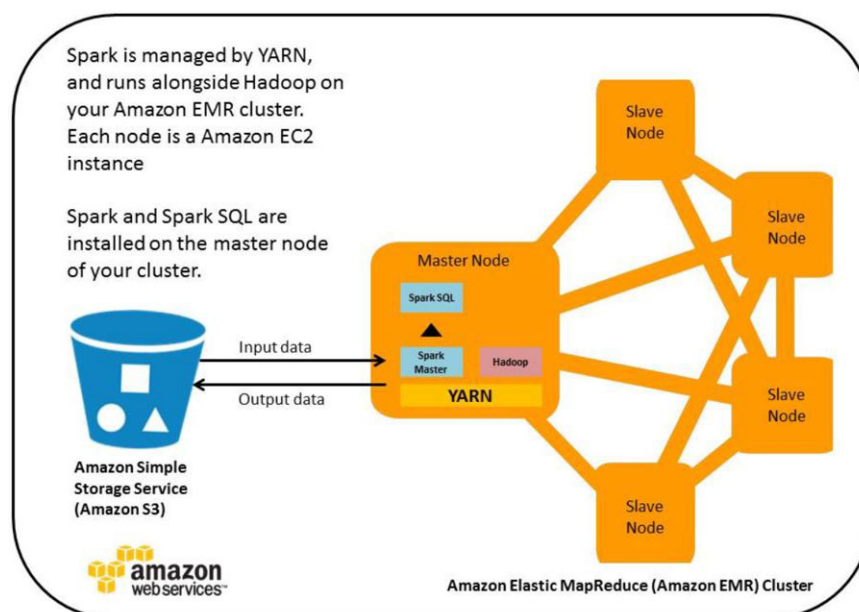 Spark is managed by YARN,
and runs alongside Hadoop on
your Amazon EMR cluster.
Each node is a Amazon EC2
instance
Spark and Spark SQL are
installed on the master node
of your cluster.
Slave
Node
Slave
Node
Master Node
Spark SQL
Spark
Master
Hadoop
YARN
Input data
Output data
Slave
Node
Slave
Node
Amazon Simple
Storage Service
(Amazon S3)
amazon
webservices™
Amazon Elastic MapReduce (Amazon EMR) Cluster